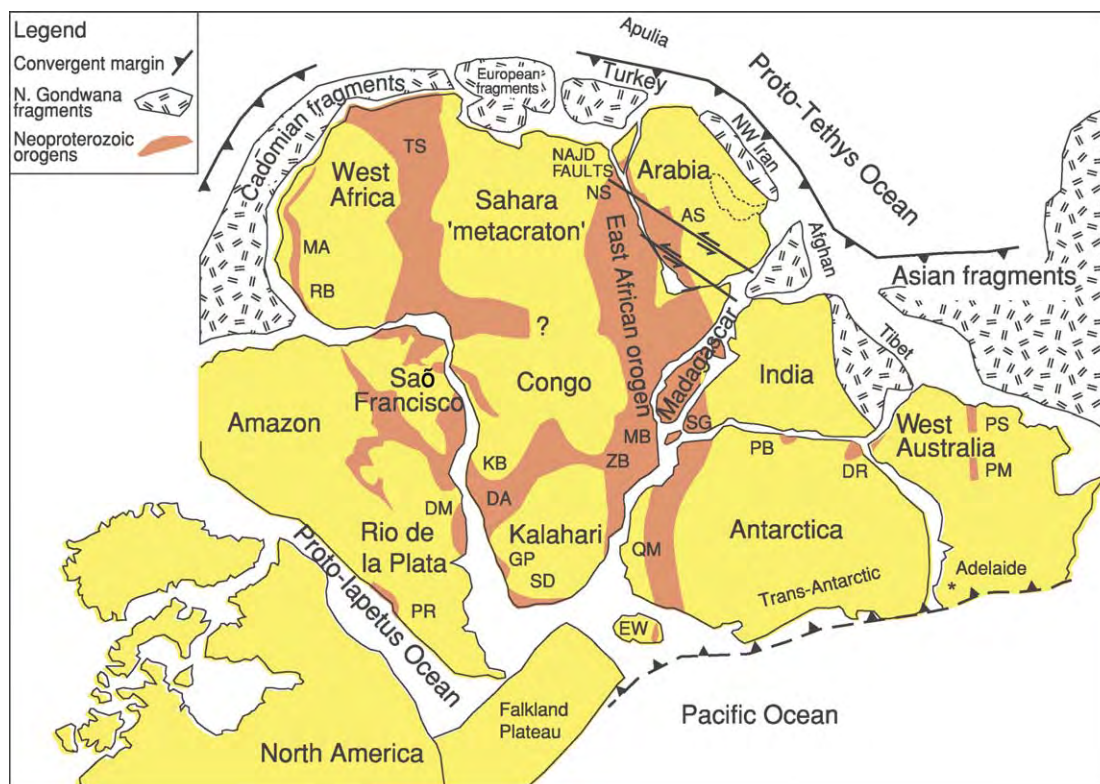 Legend
Convergent margin
N. Gondwana
fragments
Neoproterozoic
orogens
Apulia
Turkey
European
fragments
Cadomian fragments
Proto-Tethys Ocean
NW Iran
TS
NAJD
FAULTS
NS
Arabia
West
Africa
Sahara
'metacraton'
AS
East African orogen
Afghan
MA
RB
Asian fragments
?
Madagascar
Tibet
Saõ
Francisco
Congo
India
Amazon
West
Australia
PS
PM
MB
SG
KB
ZB
PB
DR
DA
DM
Rio de
la Plata
Kalahari
Antarctica
GP
SD
QM
Adelaide
*
Trans-Antarctic
Proto-Iapetus Ocean
PR
EW
Falkland
Plateau
Pacific Ocean
North America